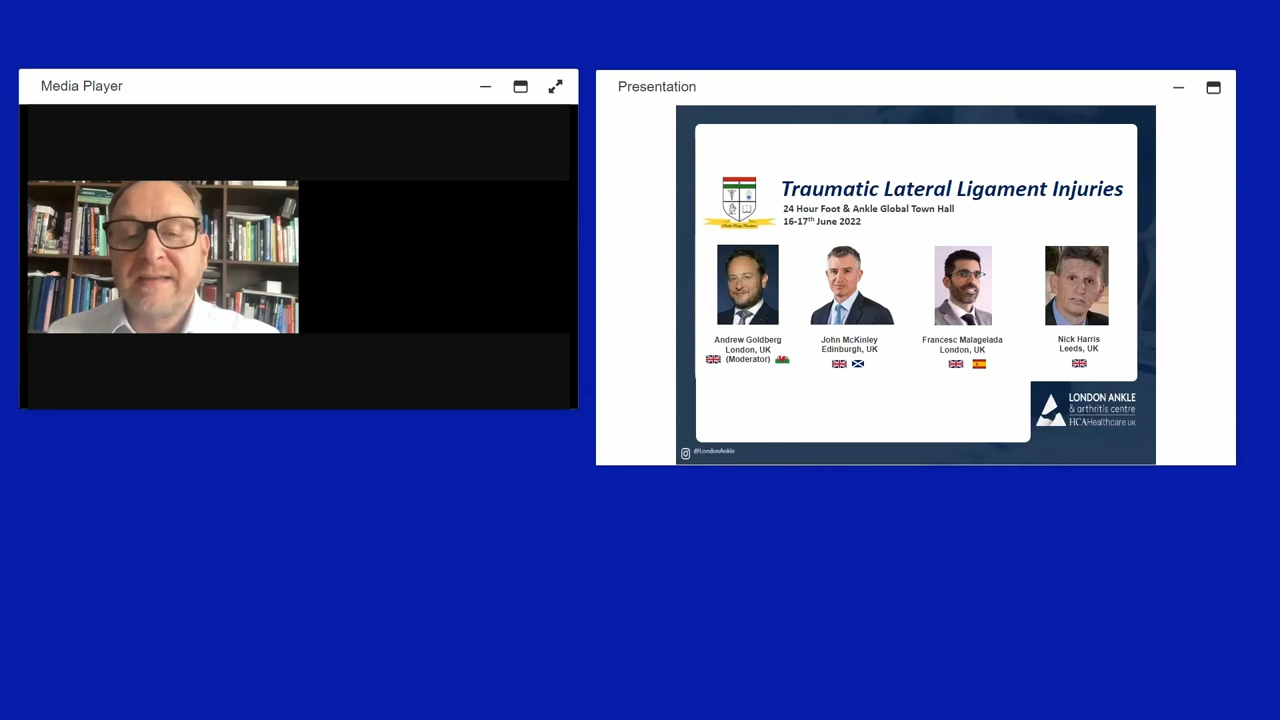 Media Player
Presentation
Traumatic Lateral Ligament Injuries
24 Hour Foot & Ankle Global Town Hall
16-17th June 2022
Andrew Goldberg
London, UK
(Moderator)
John McKinley
Edinburgh, UK
Francesc Malagelada
London, UK
Nick Harris
Leeds, UK
LONDON ANKLE
& arthritis centre
HCAHealthcare UK
@LondonAnkle